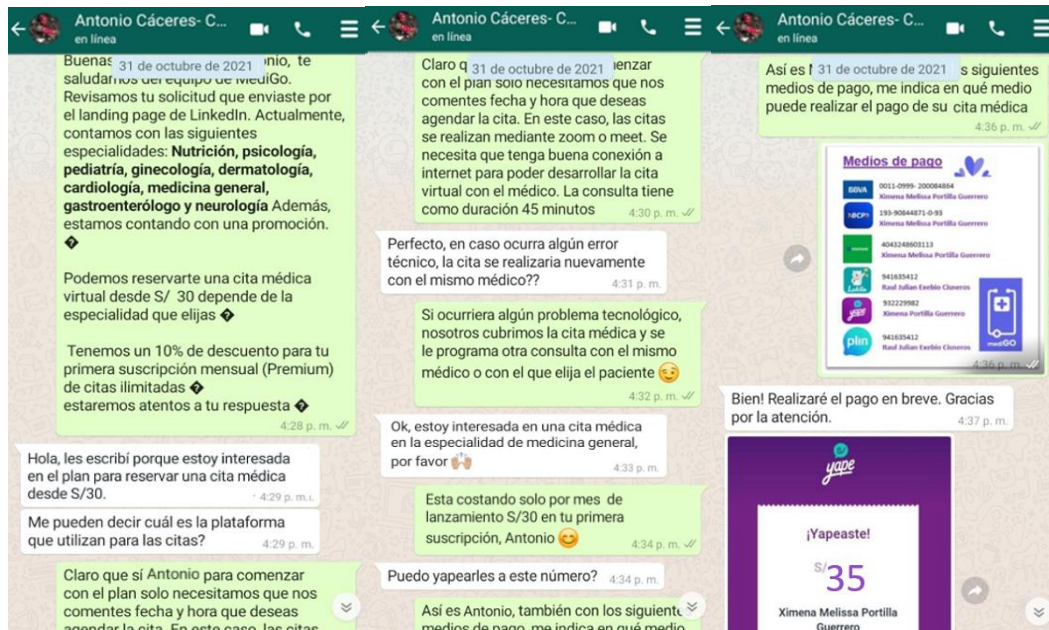 Antonio Cáceres- C...
en línea
31 octubre de 2021
Buenas
te
saludamos del equipo de MediGo.
Revisamos tu solicitud que enviaste por
el landing page de LinkedIn. Actualmente,
contamos con las siguientes
especialidades: Nutrición, psicología,
pediatría, ginecología, dermatología,
cardiología, medicina general,
gastroenterólogo y neurología Además,
estamos contando con una promoción.
�
Podemos reservarte una cita médica
virtual desde S/ 30 depende de la
especialidad que elijas �
Tenemos un 10% de descuento para tu
primera suscripción mensual (Premium)
de citas ilimitadas �
estaremos atentos a tu respuesta �
4:28 p. m.
Hola, les escribí porque estoy interesada
en el plan para reservar una cita médica
desde S/30.
4:29 p. m.
Me pueden decir cuál es la plataforma
que utilizan para las citas?
4:29 p. m.
Claro que sí Antonio para comenzar
con el plan solo necesitamos que nos
comentes fecha y hora que deseas
agendar la cita. En este caso, las citas
Antonio Cáceres- C...
en línea
31 de octubre de 2021
Claro
con el plan solo necesitamos que nos
comentes fecha y hora que deseas
agendar la cita. En este caso, las citas
se realizan mediante zoom o meet. Se
necesita que tenga buena conexión a
internet para poder desarrollar la cita
virtual con el médico. La consulta tiene
como duración 45 minutos
4:30 p. m.
Perfecto, en caso ocurra algún error
técnico, la cita se realizaria nuevamente
con el mismo médico??
4:31 p. m.
Si ocurriera algún problema tecnológico,
nosotros cubrimos la cita médica y se
le programa otra consulta con el mismo
médico o con el que elija el paciente 😉
4:32 p. m.
Ok, estoy interesada en una cita médica
en la especialidad de medicina general,
por favor 🙌🏼
4:33 p. m.
Esta costando solo por mes de
lanzamiento S/30 en tu primera
suscripción, Antonio 😊
4:34 p. m.
Puedo yapearles a este número?
4:34 p. m.
Así es Antonio, también con los siguiente
medios de pago, me indica en qué medio
Antonio Cáceres- C...
en línea
31 de octubre de 2021
Así es
s siguientes
medios de pago, me indica en qué medio
puede realizar el pago de su cita médica
4:36 p. m.
Medios de pago
BBVA
0011-0999- 200084864
Ximena Melissa Portilla Guerrero
BCP
193-90844871-0-93
Ximena Melissa Portilla Guerrero
4043248603113
Ximena Melissa Portilla Guerrero
941635412
Raul Julian Exebio Cisneros
yape
932229982
Ximena Portilla Guerrero
plin
941635412
Raul Julian Exebio Cisneros
mediGO
4:36 p. m.
Bien! Realizaré el pago en breve. Gracias
por la atención.
4:37 p. m.
S/
yape
¡Yapeaste!
S/ 35
Ximena Melissa Portilla
Guerrero